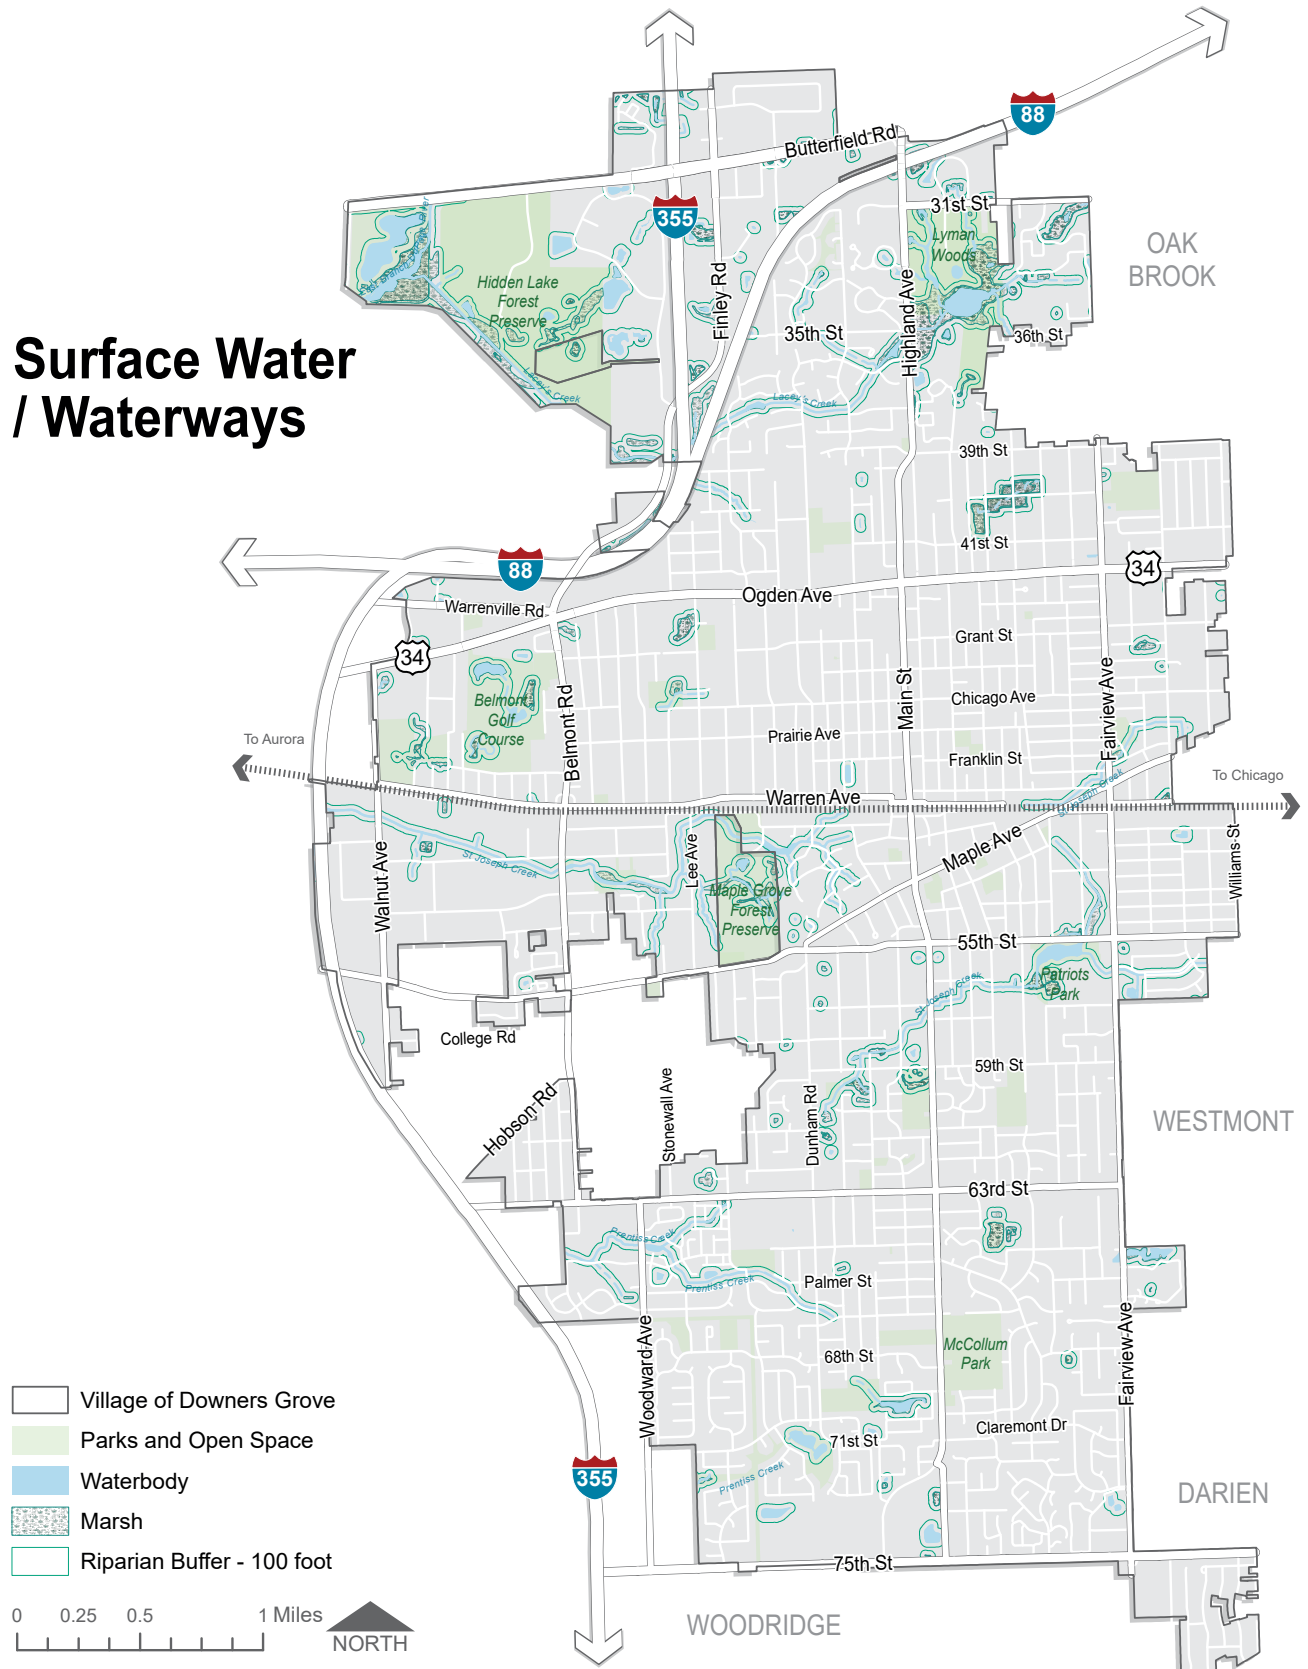 88
Butterfield Rd
355
31st St
Lyman
Woods
OAK
BROOK
Hidden Lake
Forest
Preserve
Finley Rd
Highland Ave
35th St
36th St
Surface Water
/ Waterways
Lacey's Creek
Lacey's Creek
39th St
41st St
88
34
Warrenville Rd
Ogden Ave
Grant St
34
Chicago Ave
Belmont
Golf
Course
Belmont Rd
Main St
Fairview Ave
Prairie Ave
Franklin St
To Aurora
To Chicago
Warren Ave
St Joseph Creek
Maple Ave
St Joseph Creek
Lee Ave
Walnut Ave
Williams St
Maple Grove
Forest
Preserve
55th St
Patriots
Park
St Joseph Creek
College Rd
59th St
Hobson Rd
Stonewall Ave
Dunham Rd
WESTMONT
63rd St
Prentiss Creek
Prentiss Creek
Palmer St
Woodward Ave
68th St
McCollum
Park
Fairview Ave
Claremont Dr
71st St
Prentiss Creek
355
DARIEN
75th St
WOODRIDGE
Village of Downers Grove
Parks and Open Space
Waterbody
Marsh
Riparian Buffer - 100 foot
0 0.25 0.5 1 Miles
NORTH